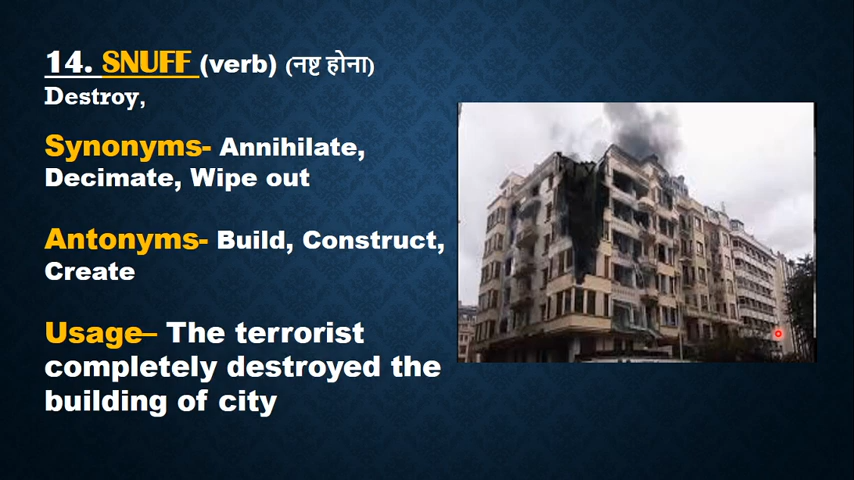 14. SNUFF (verb) (नष्ट होना)
Destroy,
Synonyms- Annihilate,
Decimate, Wipe out
Antonyms- Build, Construct,
Create
Usage– The terrorist
completely destroyed the
building of city